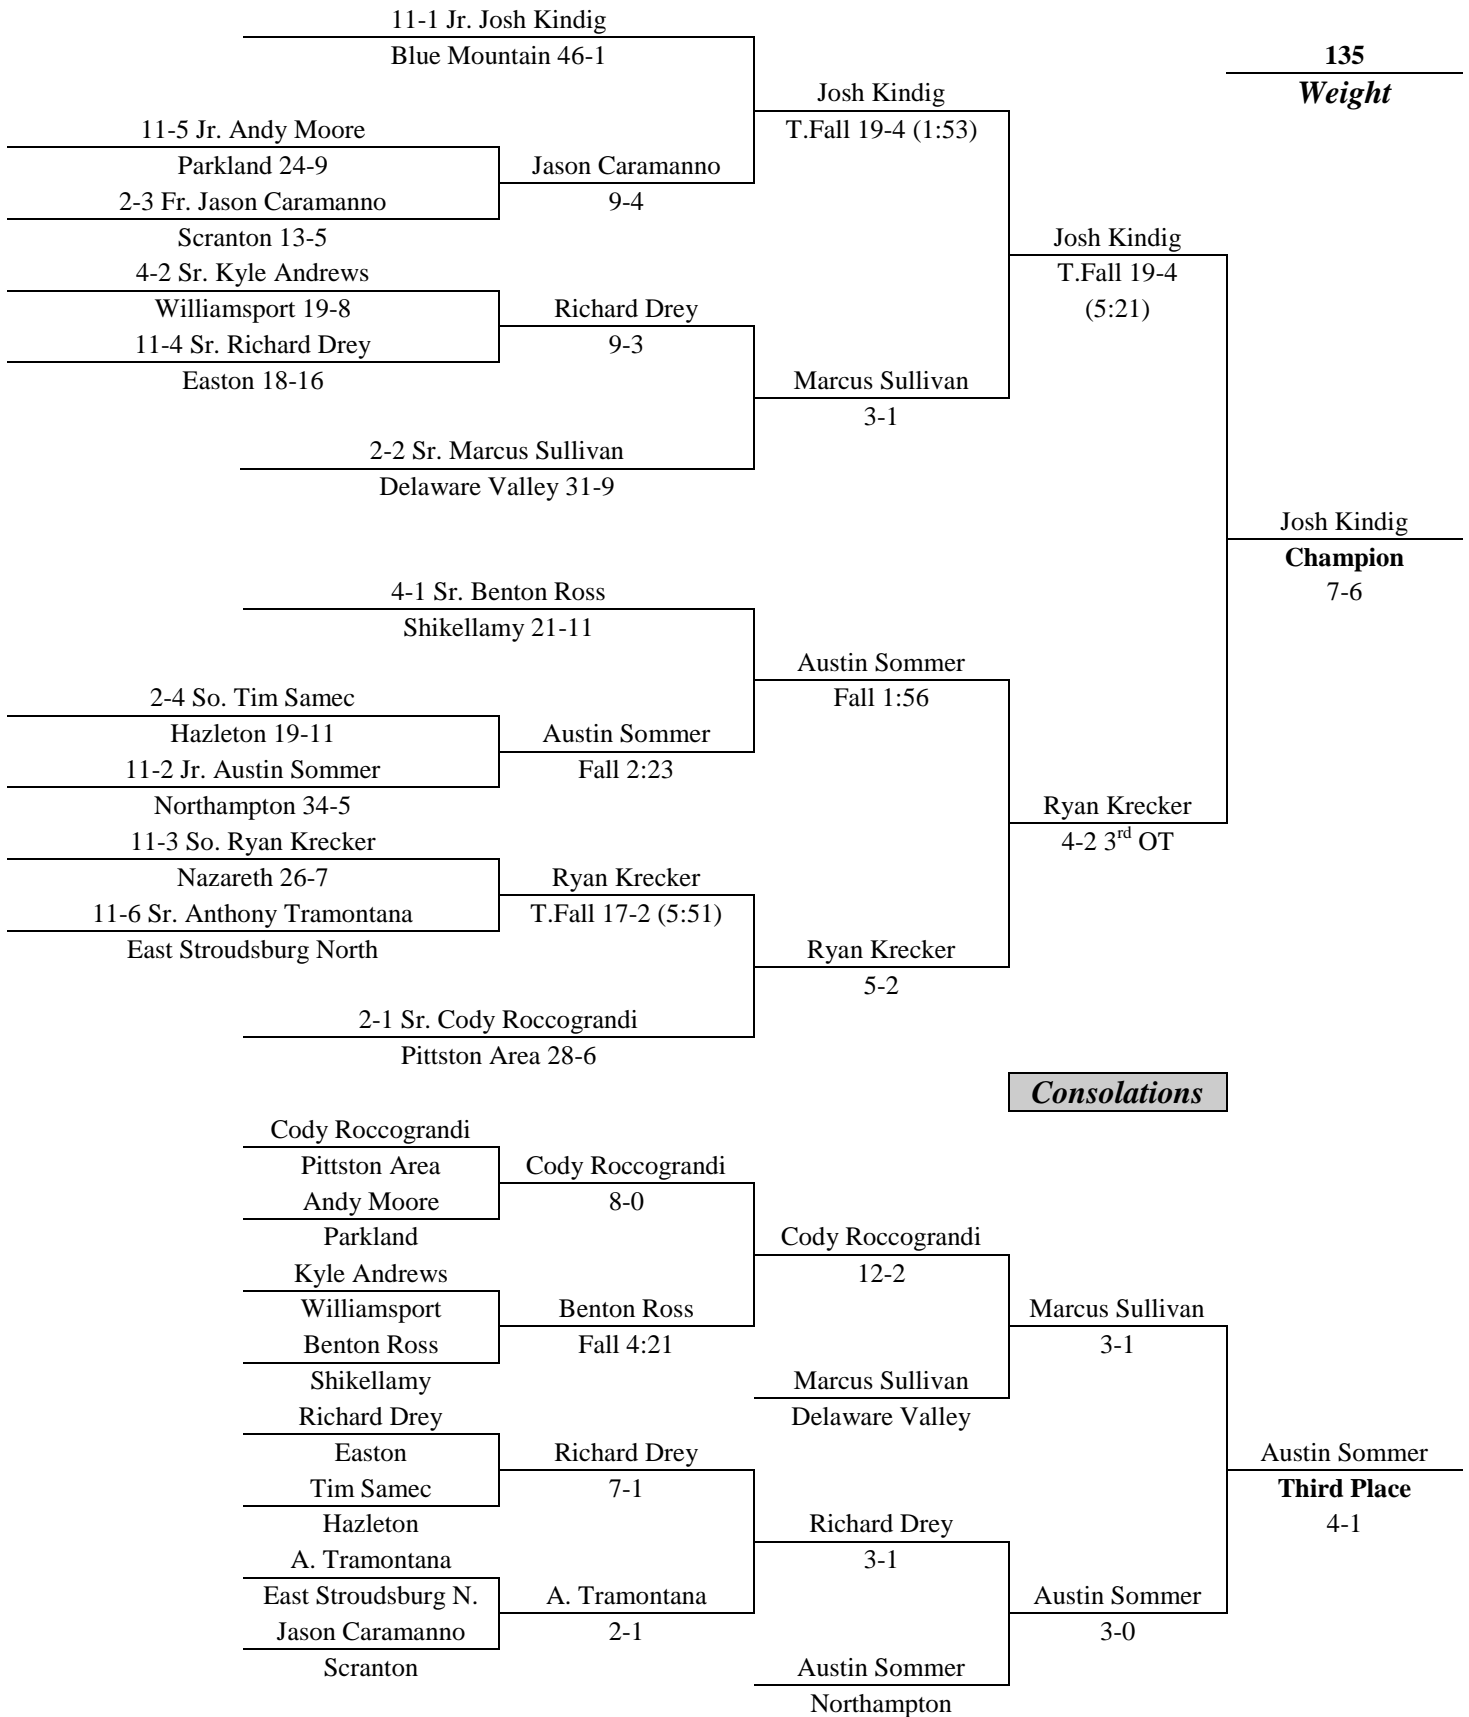 11-1 Jr. Josh Kindig
Blue Mountain 46-1
135
Weight
Josh Kindig
T.Fall 19-4 (1:53)
11-5 Jr. Andy Moore
Parkland 24-9
Jason Caramanno
2-3 Fr. Jason Caramanno
9-4
Scranton 13-5
Josh Kindig
4-2 Sr. Kyle Andrews
T.Fall 19-4
Williamsport 19-8
Richard Drey
(5:21)
11-4 Sr. Richard Drey
9-3
Easton 18-16
Marcus Sullivan
3-1
2-2 Sr. Marcus Sullivan
Delaware Valley 31-9
Josh Kindig
Champion
7-6
4-1 Sr. Benton Ross
Shikellamy 21-11
Austin Sommer
Fall 1:56
2-4 So. Tim Samec
Hazleton 19-11
Austin Sommer
11-2 Jr. Austin Sommer
Fall 2:23
Northampton 34-5
Ryan Krecker
4-2 3rd OT
11-3 So. Ryan Krecker
Nazareth 26-7
Ryan Krecker
11-6 Sr. Anthony Tramontana
T.Fall 17-2 (5:51)
East Stroudsburg North
Ryan Krecker
5-2
2-1 Sr. Cody Roccograndi
Pittston Area 28-6
Consolations
Cody Roccograndi
Pittston Area
Cody Roccograndi
Andy Moore
8-0
Parkland
Cody Roccograndi
Kyle Andrews
12-2
Williamsport
Benton Ross
Marcus Sullivan
Benton Ross
Fall 4:21
3-1
Shikellamy
Marcus Sullivan
Richard Drey
Delaware Valley
Easton
Richard Drey
Austin Sommer
Tim Samec
7-1
Third Place
Hazleton
Richard Drey
4-1
A. Tramontana
3-1
East Stroudsburg N.
A. Tramontana
Austin Sommer
Jason Caramanno
2-1
3-0
Scranton
Austin Sommer
Northampton